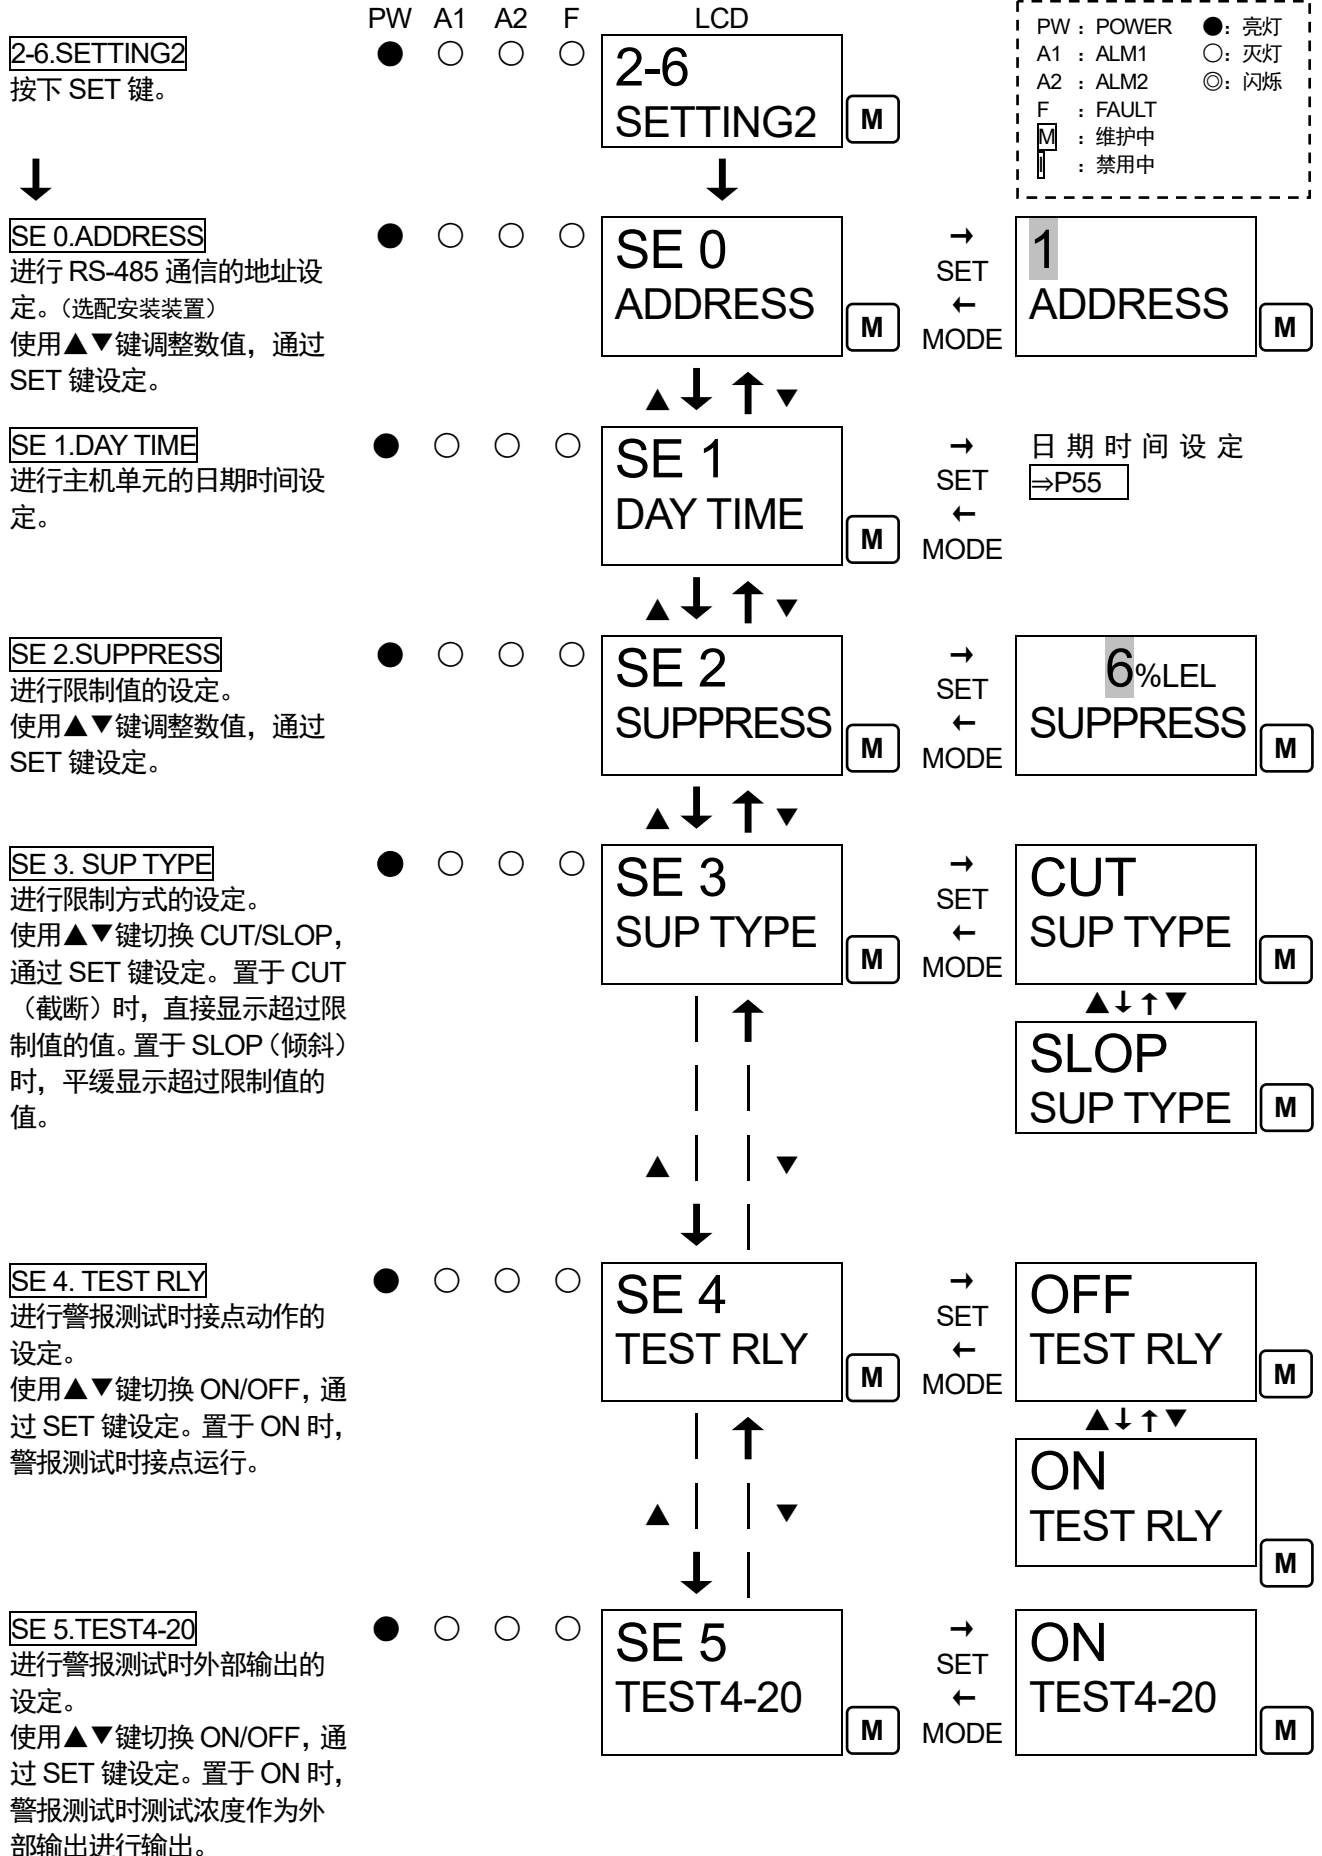 PW A1 A2 F LCD
PW : POWER ●: 亮灯
A1 : ALM1 ○: 灭灯
A2 : ALM2 ◎: 闪烁
F : FAULT
M : 维护中
I : 禁用中
2-6.SETTING2 ● ○ ○ ○
按下 SET 键。
2-6
SETTING2 M
↓ ↓
SE 0.ADDRESS ● ○ ○ ○
进行 RS-485 通信的地址设
定。（选配安装装置）
使用▲▼键调整数值，通过
SET 键设定。
SE 0
ADDRESS M
→
SET
←
MODE
1
ADDRESS M
▲↓↑▼
SE 1.DAY TIME ● ○ ○ ○
进行主机单元的日期时间设
定。
SE 1
DAY TIME M
→
SET
←
MODE
日期时间设定
⇒P55
▲↓↑▼
SE 2.SUPPRESS ● ○ ○ ○
进行限制值的设定。
使用▲▼键调整数值，通过
SET 键设定。
SE 2
SUPPRESS M
→
SET
←
MODE
6%LEL
SUPPRESS M
▲↓↑▼
SE 3. SUP TYPE ● ○ ○ ○
进行限制方式的设定。
使用▲▼键切换 CUT/SLOP，
通过 SET 键设定。置于 CUT
（截断）时，直接显示超过限
制值的值。置于 SLOP（倾斜）
时，平缓显示超过限制值的
值。
SE 3
SUP TYPE M
→
SET
←
MODE
CUT
SUP TYPE M
▲↓↑▼
SLOP
SUP TYPE M
▲↓↑▼
SE 4. TEST RLY ● ○ ○ ○
进行警报测试时接点动作的
设定。
使用▲▼键切换 ON/OFF，通
过 SET 键设定。置于 ON 时，
警报测试时接点运行。
SE 4
TEST RLY M
→
SET
←
MODE
OFF
TEST RLY M
▲↓↑▼
ON
TEST RLY M
▲↓↑▼
SE 5.TEST4-20 ● ○ ○ ○
进行警报测试时外部输出的
设定。
使用▲▼键切换 ON/OFF，通
过 SET 键设定。置于 ON 时，
警报测试时测试浓度作为外
部输出进行输出。
SE 5
TEST4-20 M
→
SET
←
MODE
ON
TEST4-20 M